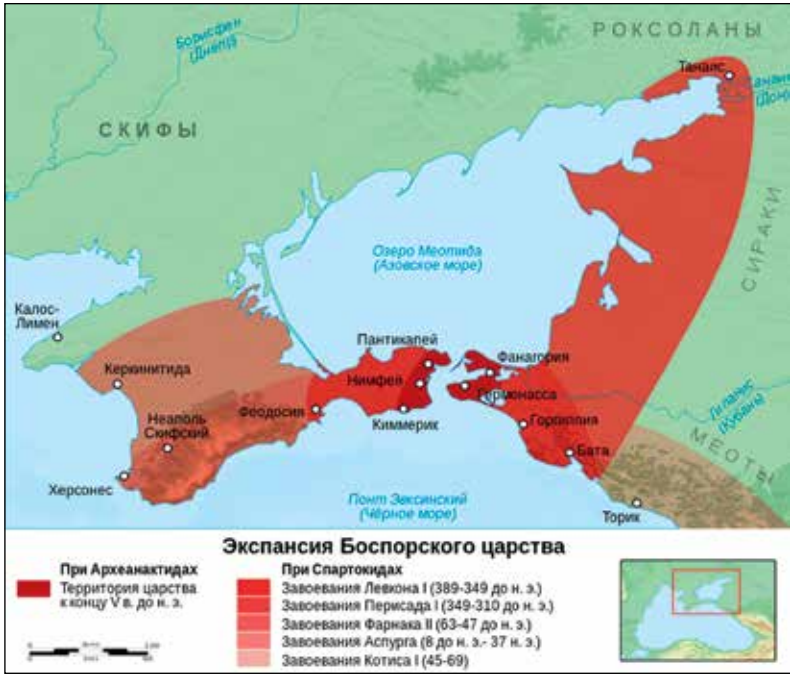 Борисфен
(Днепр)
РОКСОЛАНЫ
Танаис
(Дон)
СКИФЫ
СИРАКИ
Озеро Меотида
(Азовское море)
Калос-
Лимен
Пантикапей
Керкинитида
Нимфей
Фанагория
Гермонасса
Неаполь
Скифский
Феодосия
Киммерик
Горгиппия
Гипанис
(Кубань)
МЕОТЫ
Бата
Херсонес
Понт Эвксинский
(Чёрное море)
Торик
Экспансия Боспорского царства
При Археанактидах
Территория царства
к концу V в. до н. э.
При Спартокидах
Завоевания Левкона I (389-349 до н. э.)
Завоевания Перисада I (349-310 до н. э.)
Завоевания Фарнака II (63-47 до н. э.)
Завоевания Аспурга (8 до н. э.- 37 н. э.)
Завоевания Котиса I (45-69)